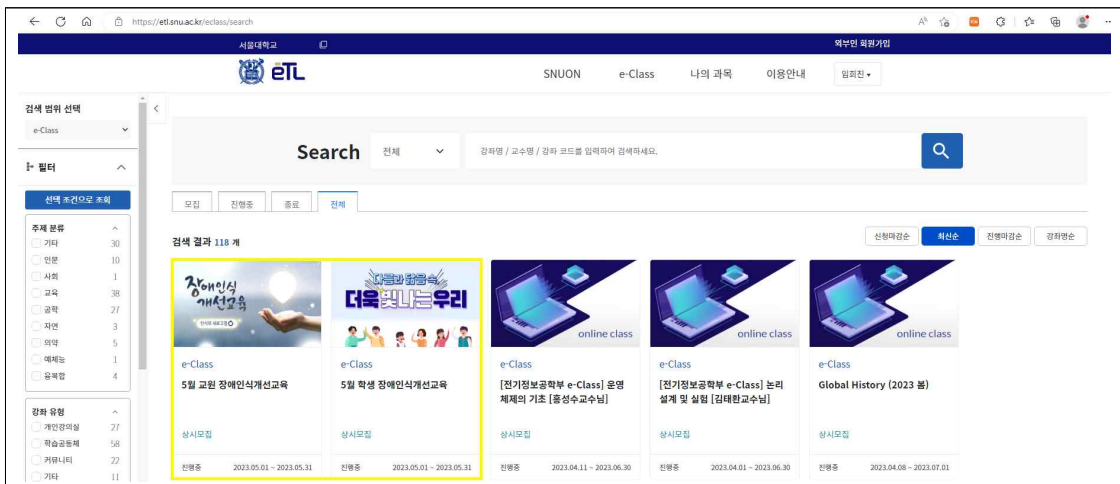 https://etl.snu.ac.kr/eclass/search
서울대학교
외부인 회원가입
eTL
SNUON
e-Class
나의 과목
이용안내
임희진
검색 범위 선택
e-Class
필터
선택 조건으로 조회
주제 분류
기타 30
인문 10
사회 1
교육 38
공학 27
자연 3
의약 5
예체능 1
융복합 4
강좌 유형
개인강의실 27
학습공동체 58
커뮤니티 22
기타 11
Search
전체
강좌명 / 교수명 / 강좌 코드를 입력하여 검색하세요.
모집
진행중
종료
전체
검색 결과 118 개
신청마감순
최신순
진행마감순
강좌명순
장애인식
개선교육
e-Class
5월 교원 장애인식개선교육
상시모집
진행중 2023.05.01 ~ 2023.05.31
다름과 닮음 속,
더욱 빛나는 우리
e-Class
5월 학생 장애인식개선교육
상시모집
진행중 2023.05.01 ~ 2023.05.31
online class
e-Class
[전기정보공학부 e-Class] 운영
체제의 기초 [홍성수교수님]
상시모집
진행중 2023.04.11 ~ 2023.06.30
online class
e-Class
[전기정보공학부 e-Class] 논리
설계 및 실험 [김태환교수님]
상시모집
진행중 2023.04.01 ~ 2023.06.30
online class
e-Class
Global History (2023 봄)
상시모집
진행중 2023.04.08 ~ 2023.07.01